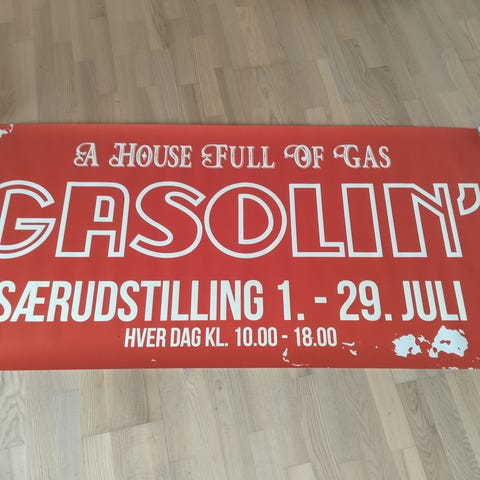 A HOUSE FULL OF GAS
GASOLIN'
SÆRUDSTILLING 1. - 29. JULI
HVER DAG KL. 10.00 - 18.00